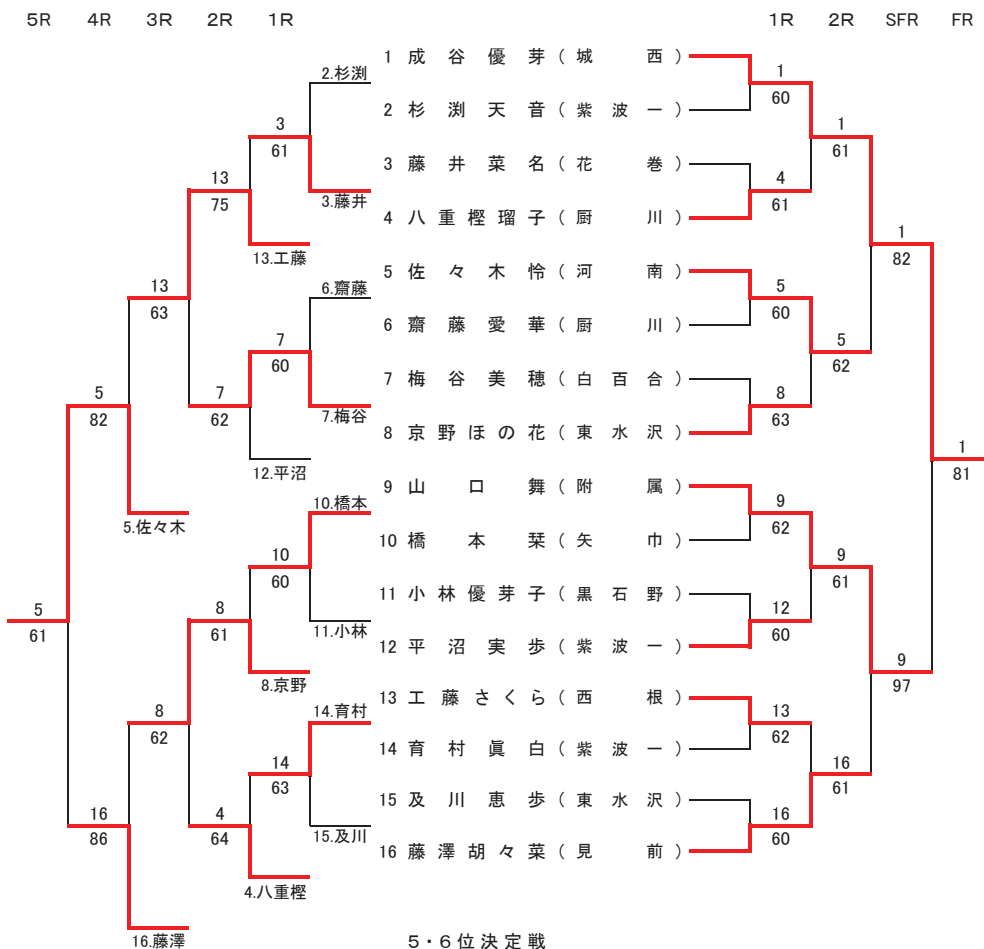 5R 4R 3R 2R 1R 1R 2R SFR FR
1 成谷優芽（城西）
2 杉渕天音（紫波一）
3 藤井菜名（花巻）
4 八重樫瑠子（厨川）
5 佐々木怜（河南）
6 齋藤愛華（厨川）
7 梅谷美穂（白百合）
8 京野ほの花（東水沢）
9 山口舞（附属）
10 橋本栞（矢巾）
11 小林優芽子（黒石野）
12 平沼実歩（紫波一）
13 工藤さくら（西根）
14 育村眞白（紫波一）
15 及川恵歩（東水沢）
16 藤澤胡々菜（見前）
2.杉渕
3
61
3.藤井
13
75
13.工藤
6.齋藤
13
63
7
60
7
62
7.梅谷
12.平沼
5
82
5.佐々木
10.橋本
10
60
11.小林
8
61
8.京野
5
61
14.育村
8
62
14
63
15.及川
4
64
4.八重樫
16
86
16.藤澤
1
60
1
61
4
61
1
82
5
60
5
62
8
63
1
81
9
62
9
61
12
60
9
97
13
62
16
61
16
60
5・6位決定戦